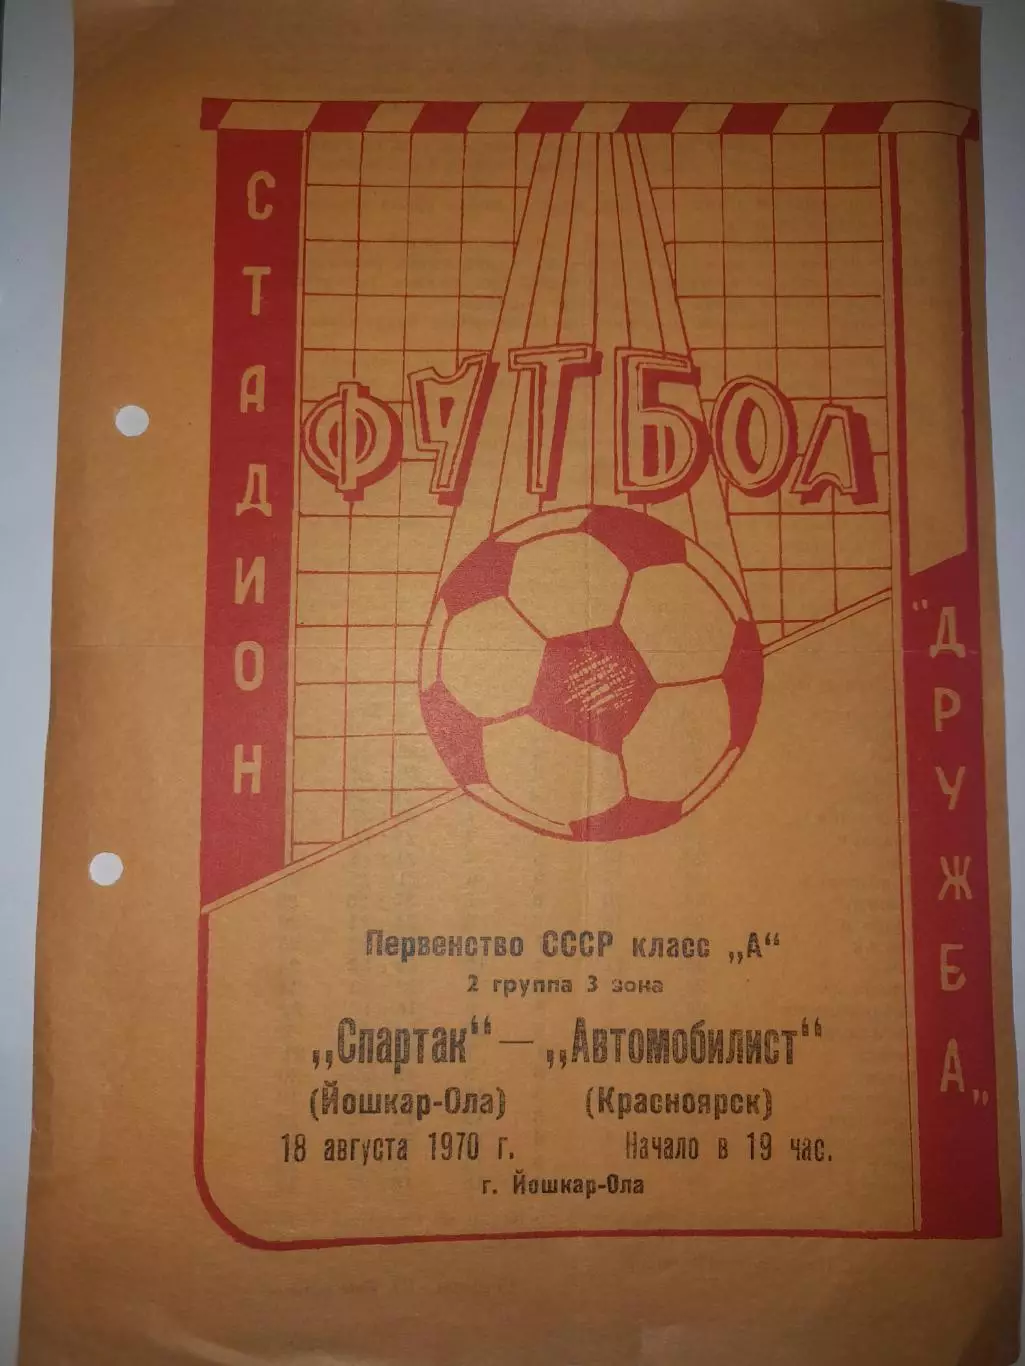 СТАДИОН
ФУТБОЛ
"ДРУЖБА"
Первенство СССР класс „А“
2 группа 3 зона
„Спартак“ — „Автомобилист“
(Йошкар-Ола) (Красноярск)
18 августа 1970 г. Начало в 19 час.
г. Йошкар-Ола